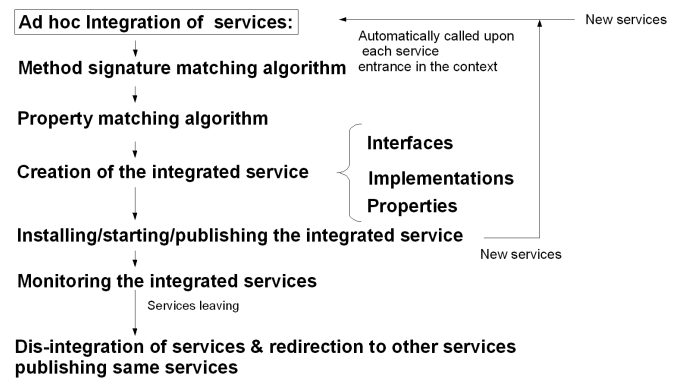 Ad hoc Integration of services:
New services
Automatically called upon
each service
entrance in the context
Method signature matching algorithm
Property matching algorithm
Creation of the integrated service
Interfaces
Implementations
Properties
Installing/starting/publishing the integrated service
New services
Monitoring the integrated services
Services leaving
Dis-integration of services & redirection to other services
publishing same services